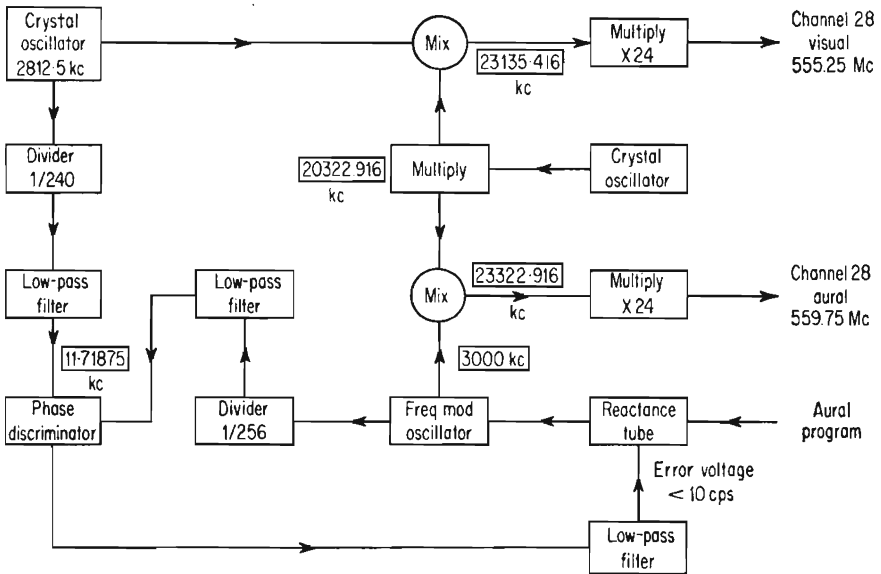 Crystal
oscillator
2812·5 kc
Mix
23135·416
kc
Multiply
X24
Channel 28
visual
555.25 Mc
Divider
1/240
20322.916
kc
Multiply
Crystal
oscillator
Low-pass
filter
Low-pass
filter
Mix
23322·916
kc
Multiply
X24
Channel 28
aural
559.75 Mc
11·71875
kc
3000 kc
Phase
discriminator
Divider
1/256
Freq mod
oscillator
Reactance
tube
Aural
program
Error voltage
< 10 cps
Low-pass
filter